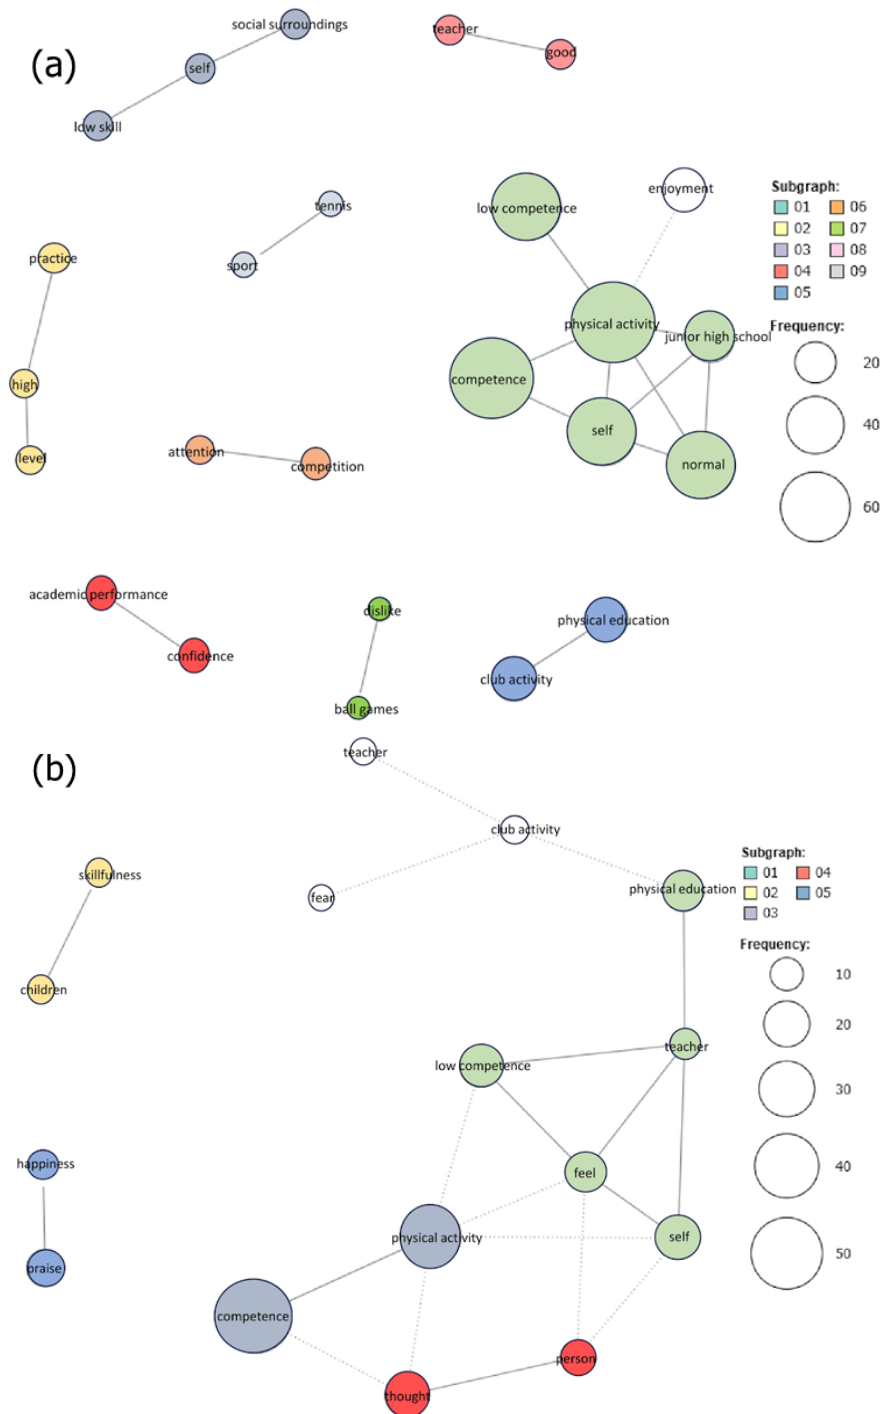 (a)
social surroundings
teacher
good
self
low skill
tennis
sport
practice
high
level
attention
competition
low competence
enjoyment
physical activity
junior high school
competence
self
normal
Subgraph:
01 06
02 07
03 08
04 09
05
Frequency:
20
40
60
academic performance
confidence
dislike
ball games
physical education
club activity
(b)
teacher
club activity
skillfulness
fear
physical education
children
low competence
teacher
feel
happiness
praise
physical activity
self
competence
person
thought
Subgraph:
01 04
02 05
03
Frequency:
10
20
30
40
50